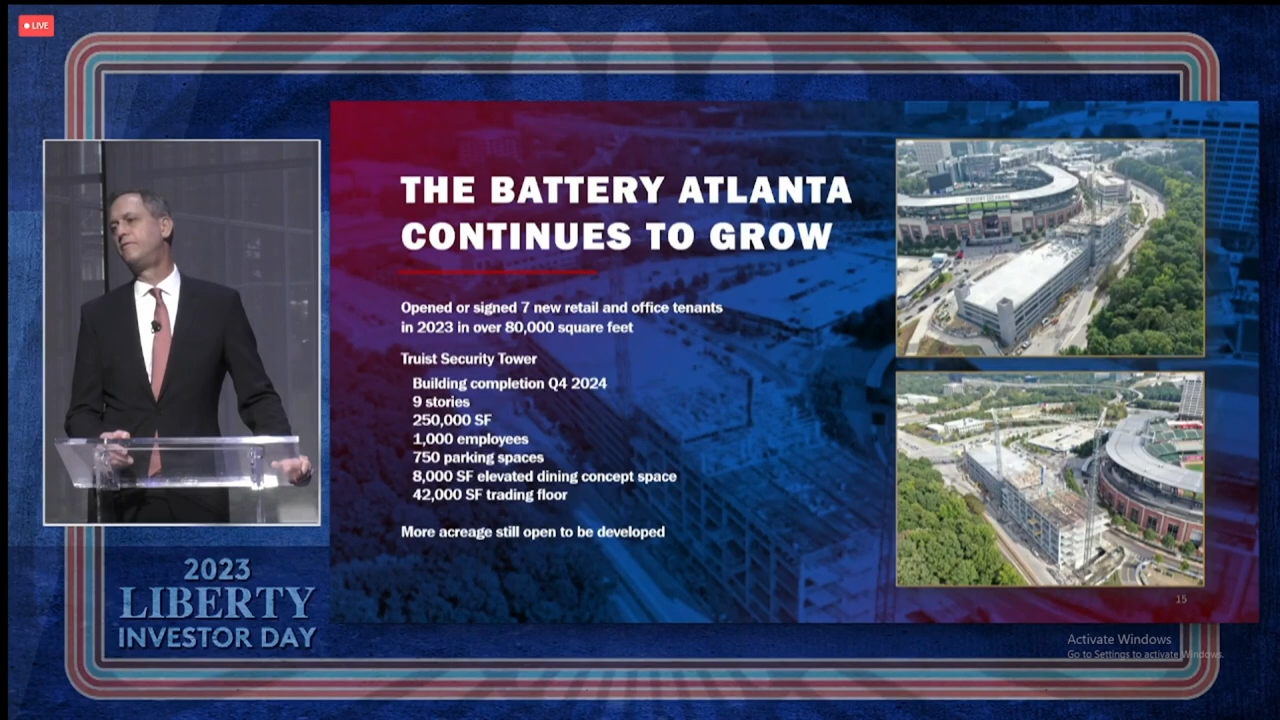 LIVE
THE BATTERY ATLANTA
CONTINUES TO GROW
Opened or signed 7 new retail and office tenants
in 2023 in over 80,000 square feet
Truist Security Tower
Building completion Q4 2024
9 stories
250,000 SF
1,000 employees
750 parking spaces
8,000 SF elevated dining concept space
42,000 SF trading floor
More acreage still open to be developed
15
2023
LIBERTY
INVESTOR DAY
Activate Windows
Go to Settings to activate Windows.